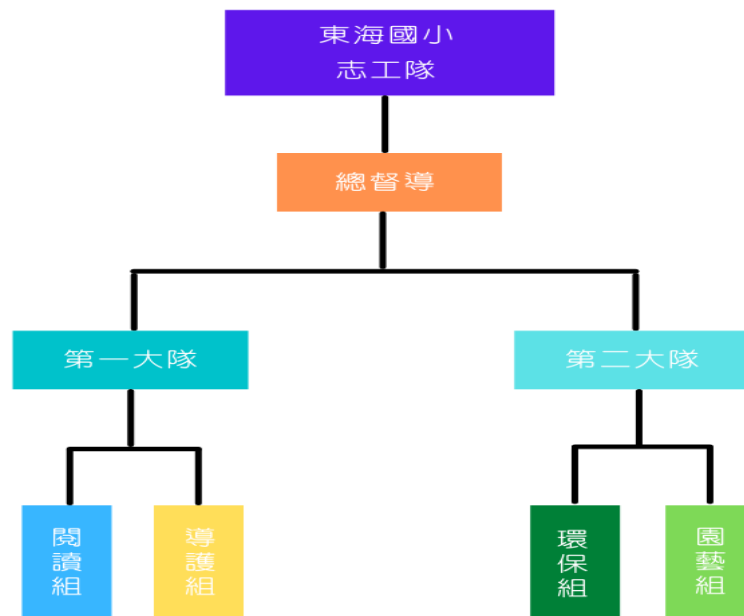 東海國小
志工隊
總督導
第一大隊
第二大隊
閱讀組
導護組
環保組
園藝組